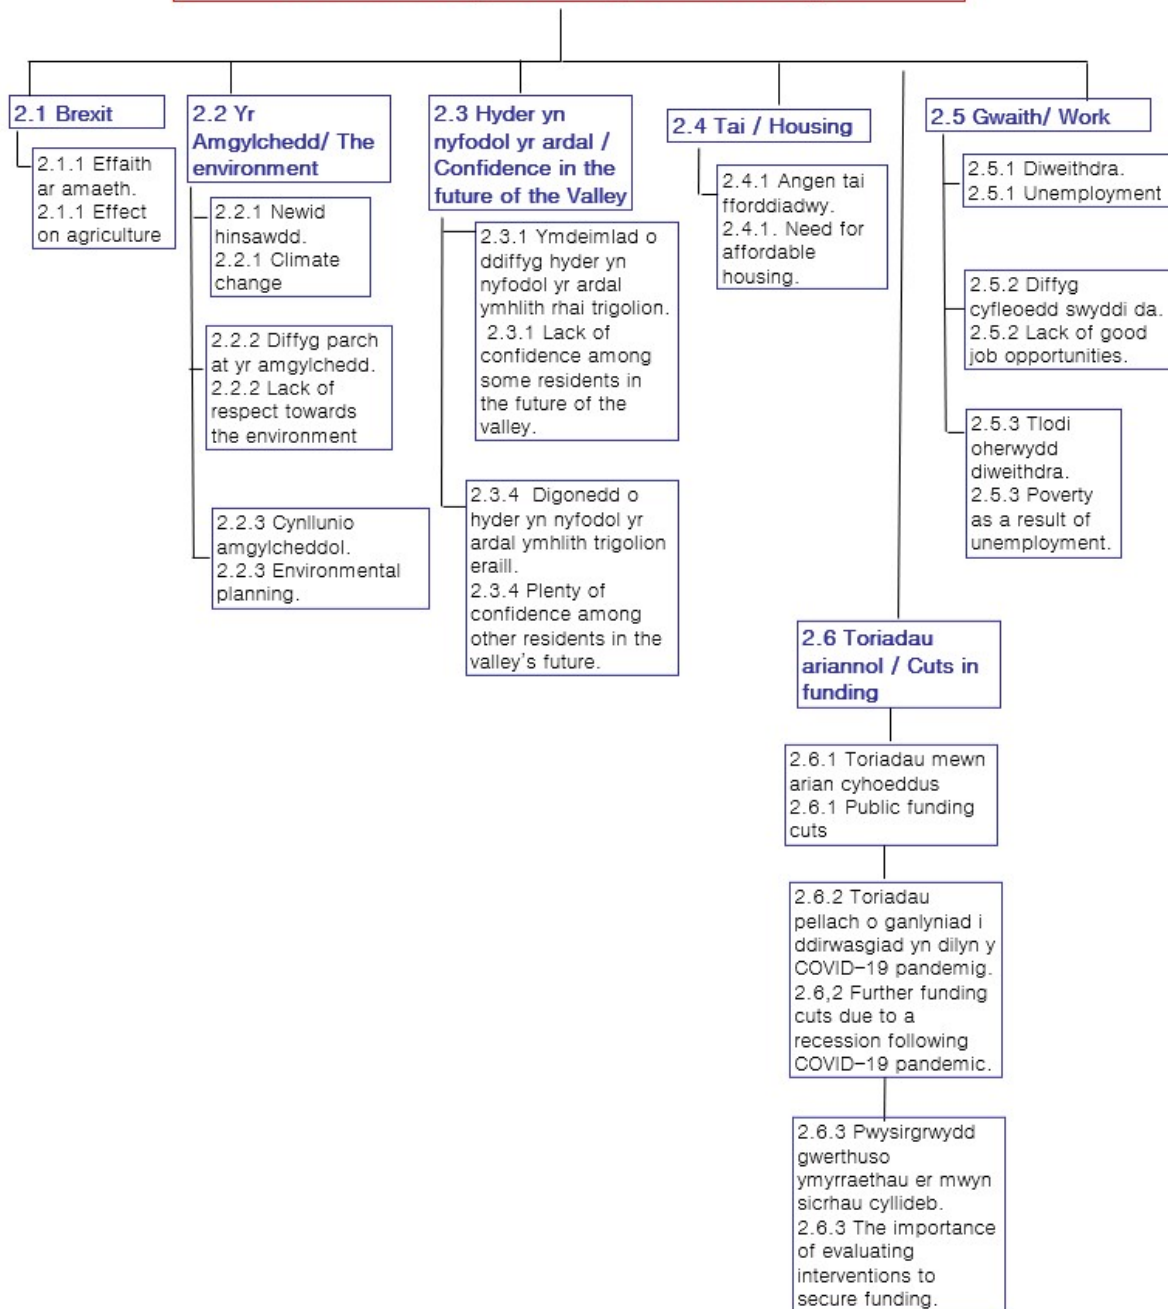 2.1 Brexit
2.1.1 Effaith
ar amaeth.
2.1.1 Effect
on agriculture
2.2 Yr
Amgylchedd/ The
environment
2.2.1 Newid
hinsawdd.
2.2.1 Climate
change
2.2.2 Diffyg parch
at yr amgylchedd.
2.2.2 Lack of
respect towards
the environment
2.2.3 Cynllunio
amgylcheddol.
2.2.3 Environmental
planning.
2.3 Hyder yn
nyfodol yr ardal /
Confidence in the
future of the Valley
2.3.1 Ymdeimlad o
ddiffyg hyder yn
nyfodol yr ardal
ymhlith rhai trigolion.
2.3.1 Lack of
confidence among
some residents in
the future of the
valley.
2.3.4 Digonedd o
hyder yn nyfodol yr
ardal ymhlith trigolion
eraill.
2.3.4 Plenty of
confidence among
other residents in the
valley's future.
2.4 Tai / Housing
2.4.1 Angen tai
fforddiadwy.
2.4.1. Need for
affordable
housing.
2.5 Gwaith/ Work
2.5.1 Diweithdra.
2.5.1 Unemployment
2.5.2 Diffyg
cyfleoedd swyddi da.
2.5.2 Lack of good
job opportunities.
2.5.3 Tlodi
oherwydd
diweithdra.
2.5.3 Poverty
as a result of
unemployment.
2.6 Toriadau
ariannol / Cuts in
funding
2.6.1 Toriadau mewn
arian cyhoeddus
2.6.1 Public funding
cuts
2.6.2 Toriadau
pellach o ganlyniad i
ddirwasgiad yn dilyn y
COVID-19 pandemig.
2.6,2 Further funding
cuts due to a
recession following
COVID-19 pandemic.
2.6.3 Pwysirgrwydd
gwerthuso
ymyrraethau er mwyn
sicrhau cyllideb.
2.6.3 The importance
of evaluating
interventions to
secure funding.